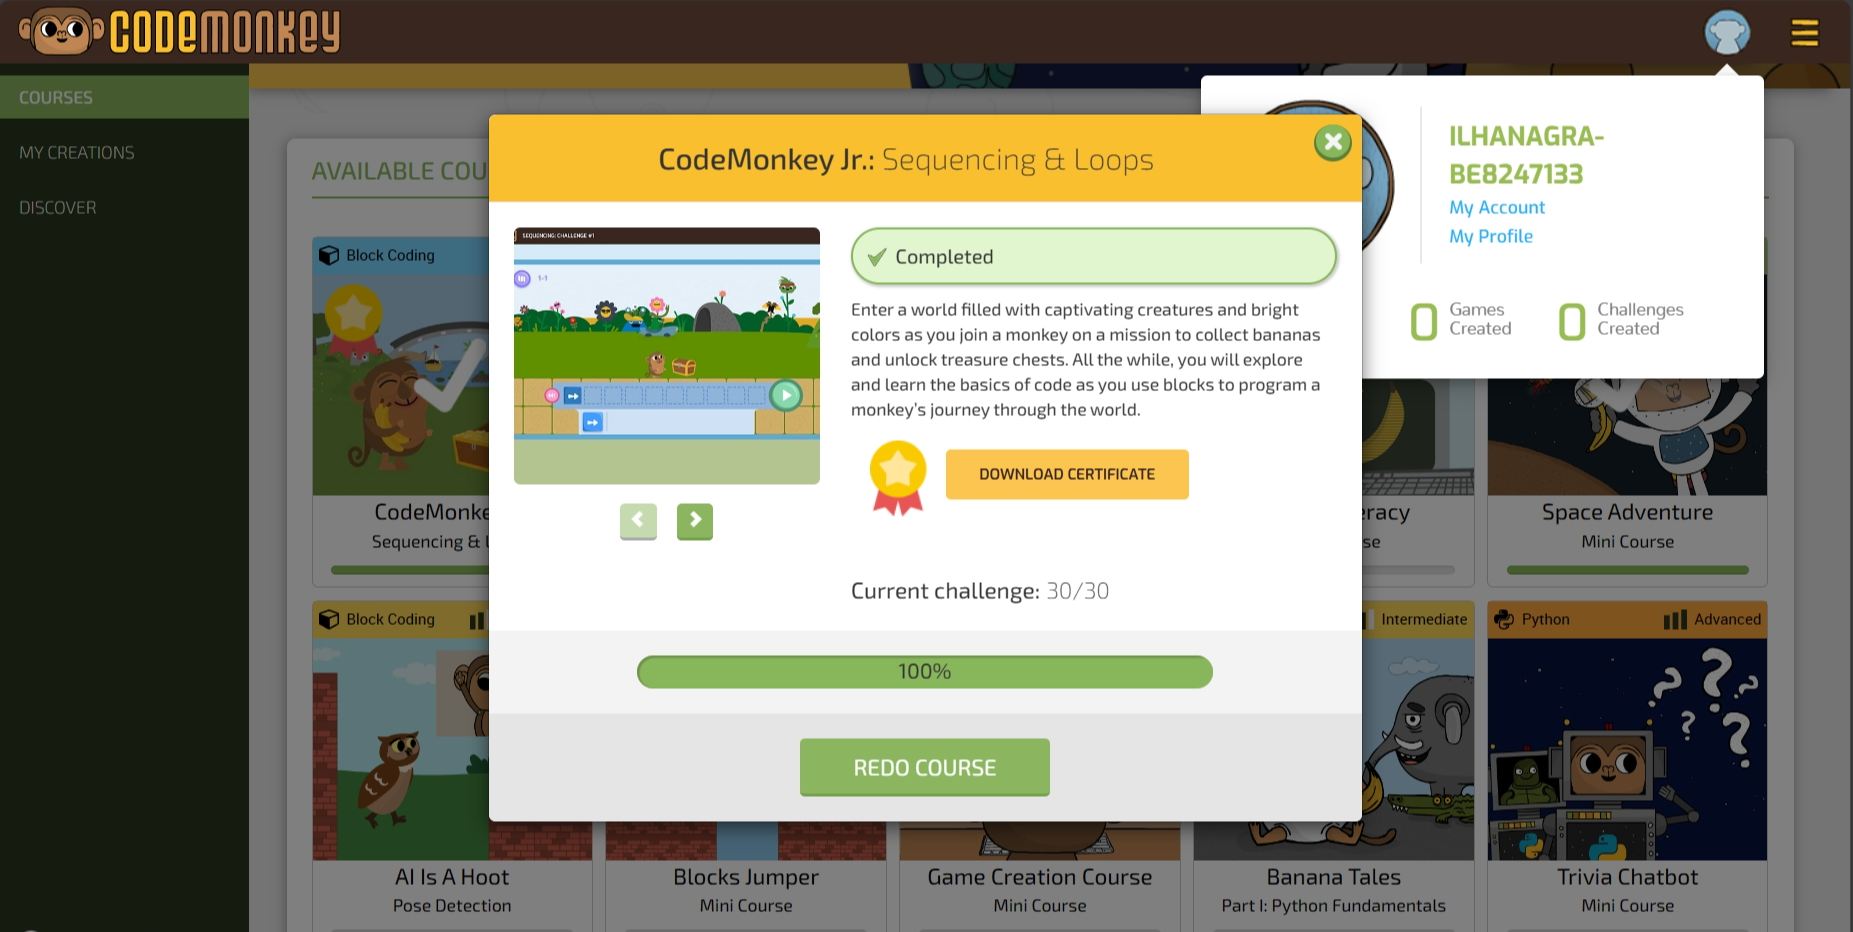 CODEMONKEY
COURSES
MY CREATIONS
DISCOVER
AVAILABLE COU
ILHANAGRA-
BE8247133
My Account
My Profile
0 Games Created
0 Challenges Created
CodeMonkey Jr.: Sequencing & Loops
SEQUENCING: CHALLENGE #1
1-1
Completed
Enter a world filled with captivating creatures and bright
colors as you join a monkey on a mission to collect bananas
and unlock treasure chests. All the while, you will explore
and learn the basics of code as you use blocks to program a
monkey's journey through the world.
DOWNLOAD CERTIFICATE
Current challenge: 30/30
100%
REDO COURSE
Block Coding
CodeMonke
Sequencing & L
racy
se
Space Adventure
Mini Course
Block Coding
Intermediate
Python
Advanced
AI Is A Hoot
Pose Detection
Blocks Jumper
Mini Course
Game Creation Course
Mini Course
Banana Tales
Part I: Python Fundamentals
Trivia Chatbot
Mini Course